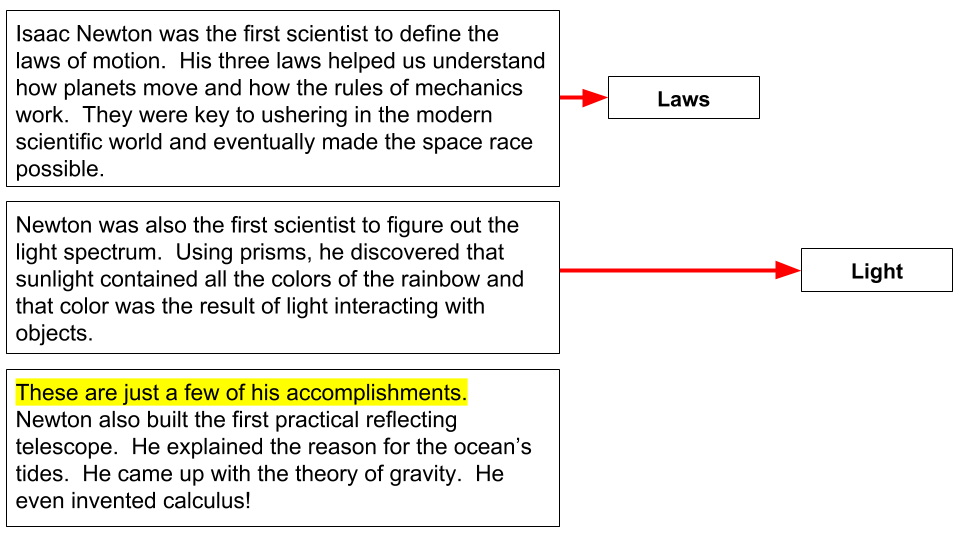 Isaac Newton was the first scientist to define the
laws of motion.  His three laws helped us understand
how planets move and how the rules of mechanics
work.  They were key to ushering in the modern
scientific world and eventually made the space race
possible.
Laws
Newton was also the first scientist to figure out the
light spectrum.  Using prisms, he discovered that
sunlight contained all the colors of the rainbow and
that color was the result of light interacting with
objects.
Light
These are just a few of his accomplishments.
Newton also built the first practical reflecting
telescope.  He explained the reason for the ocean’s
tides.  He came up with the theory of gravity.  He
even invented calculus!